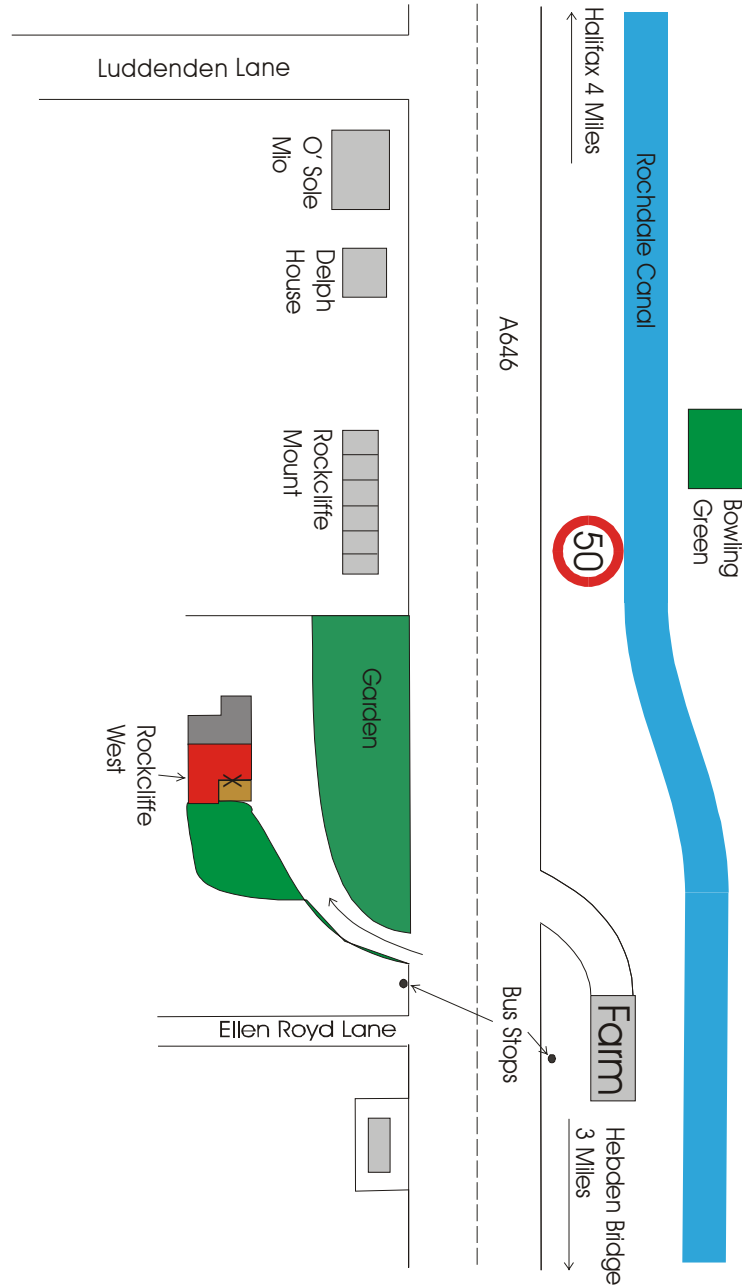 Luddenden Lane
Halifax 4 Miles
O' Sole
Mio
Delph
House
Rochdale Canal
A646
Bowling
Green
Rockcliffe
Mount
50
Garden
Rockcliffe
West
X
Bus Stops
Farm
Ellen Royd Lane
Hebden Bridge
3 Miles